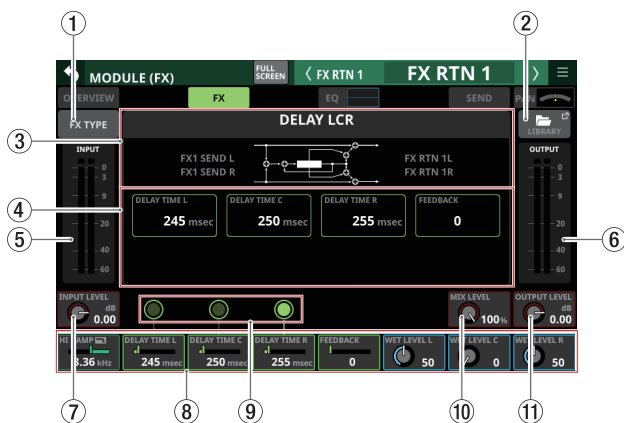 ① ②
MODULE (FX) FULL SCREEN FX RTN 1 FX RTN 1
OVERVIEW FX EQ SEND PAN
FX TYPE DELAY LCR LIBRARY
③
INPUT OUTPUT
FX1 SEND L FX RTN 1L
FX1 SEND R FX RTN 1R
0 0
3 3
9 9
20 20
40 40
60 60
④
DELAY TIME L DELAY TIME C DELAY TIME R FEEDBACK
245 msec 250 msec 255 msec 0
⑤ ⑥
INPUT LEVEL MIX LEVEL OUTPUT LEVEL
dB dB
0.00 100% 0.00
DELAY TIME L DELAY TIME C DELAY TIME R FEEDBACK WET LEVEL L WET LEVEL C WET LEVEL R
3.36 kHz 245 msec 250 msec 255 msec 0 50 0 50
⑦ ⑧ ⑨ ⑩ ⑪